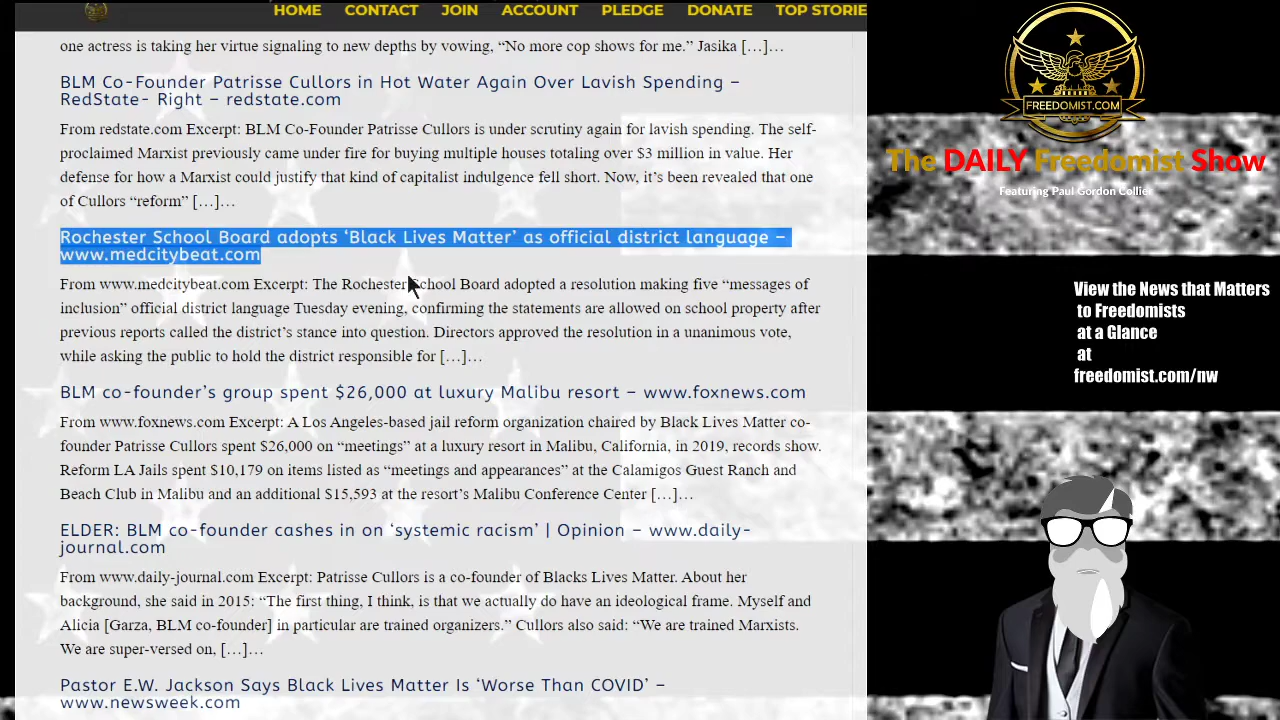 HOME CONTACT JOIN ACCOUNT PLEDGE DONATE TOP STORIE
one actress is taking her virtue signaling to new depths by vowing, “No more cop shows for me.” Jasika […]…
BLM Co-Founder Patrisse Cullors in Hot Water Again Over Lavish Spending –
RedState- Right – redstate.com
From redstate.com Excerpt: BLM Co-Founder Patrisse Cullors is under scrutiny again for lavish spending. The self-
proclaimed Marxist previously came under fire for buying multiple houses totaling over $3 million in value. Her
defense for how a Marxist could justify that kind of capitalist indulgence fell short. Now, it’s been revealed that one
of Cullors “reform” […]…
Rochester School Board adopts ‘Black Lives Matter’ as official district language –
www.medcitybeat.com
From www.medcitybeat.com Excerpt: The Rochester School Board adopted a resolution making five “messages of
inclusion” official district language Tuesday evening, confirming the statements are allowed on school property after
previous reports called the district’s stance into question. Directors approved the resolution in a unanimous vote,
while asking the public to hold the district responsible for […]…
BLM co-founder’s group spent $26,000 at luxury Malibu resort – www.foxnews.com
From www.foxnews.com Excerpt: A Los Angeles-based jail reform organization chaired by Black Lives Matter co-
founder Patrisse Cullors spent $26,000 on “meetings” at a luxury resort in Malibu, California, in 2019, records show.
Reform LA Jails spent $10,179 on items listed as “meetings and appearances” at the Calamigos Guest Ranch and
Beach Club in Malibu and an additional $15,593 at the resort’s Malibu Conference Center […]…
ELDER: BLM co-founder cashes in on ‘systemic racism’ | Opinion – www.daily-
journal.com
From www.daily-journal.com Excerpt: Patrisse Cullors is a co-founder of Blacks Lives Matter. About her
background, she said in 2015: “The first thing, I think, is that we actually do have an ideological frame. Myself and
Alicia [Garza, BLM co-founder] in particular are trained organizers.” Cullors also said: “We are trained Marxists.
We are super-versed on, […]…
Pastor E.W. Jackson Says Black Lives Matter Is ‘Worse Than COVID’ –
www.newsweek.com
FREEDOMIST.COM
The DAILY Freedomist Show
Featuring Paul Gordon Collier
View the News that Matters
to Freedomists
at a Glance
at
freedomist.com/nw